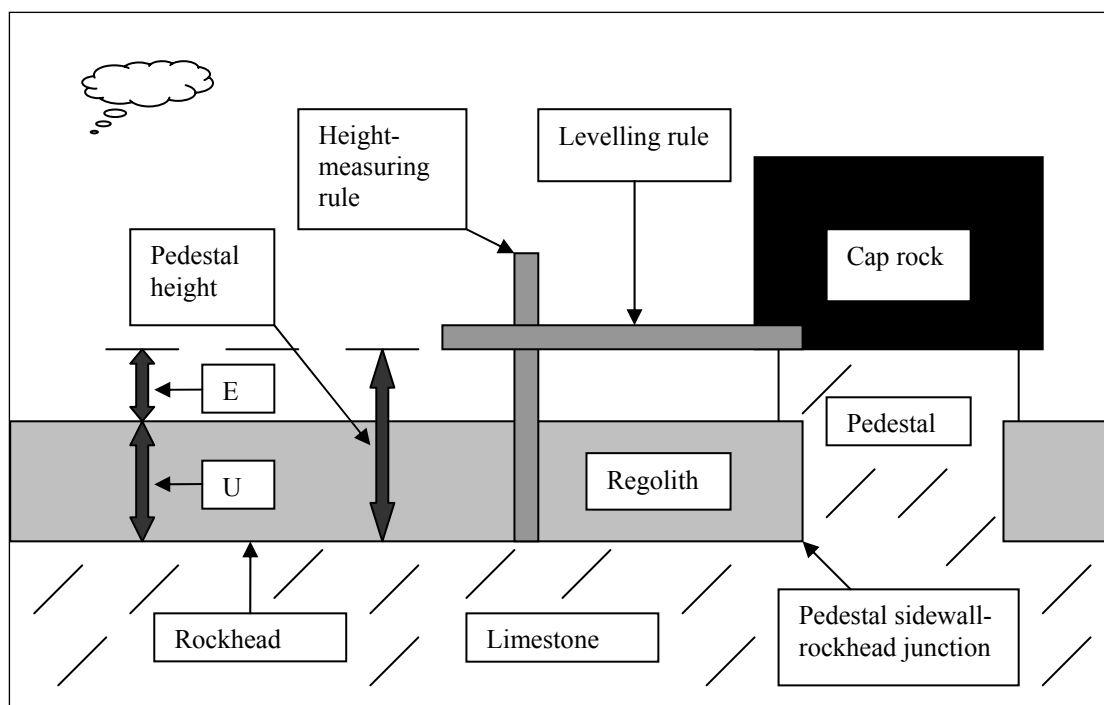 Height-
measuring
rule
Levelling rule
Pedestal
height
Cap rock
E
Pedestal
U
Regolith
Rockhead
Limestone
Pedestal sidewall-
rockhead junction